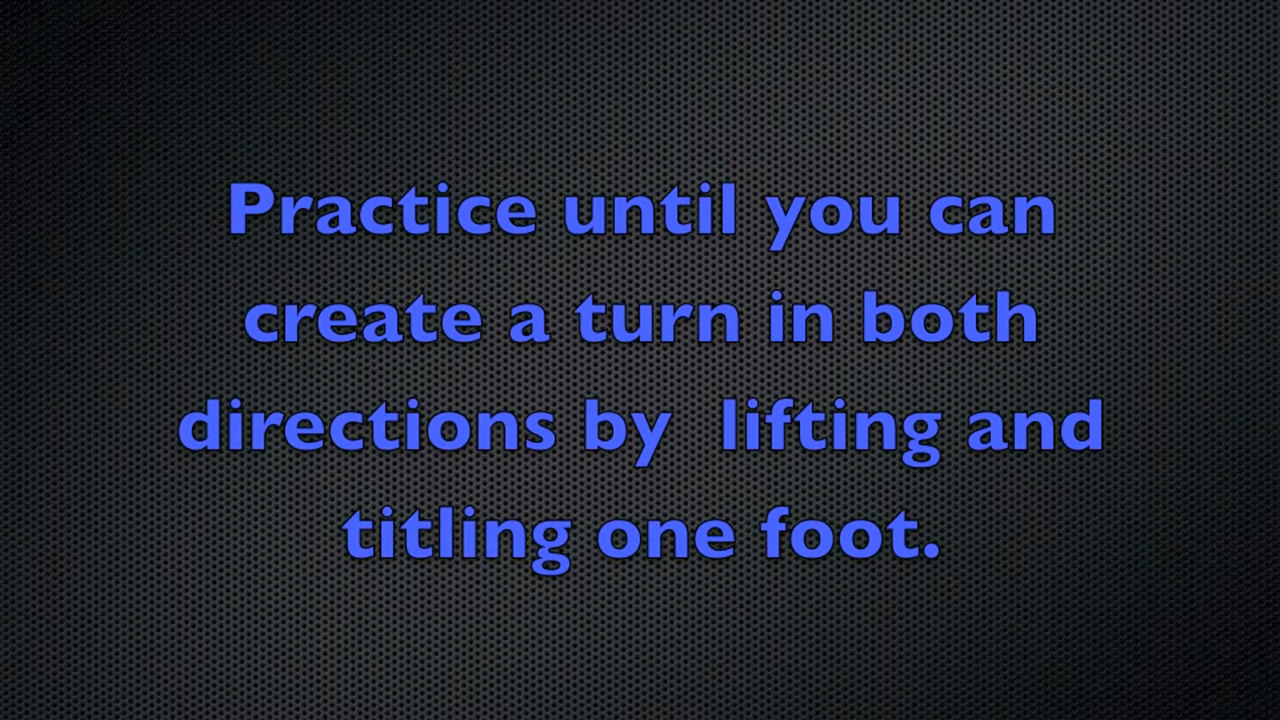 Practice until you can
create a turn in both
directions by  lifting and
titling one foot.